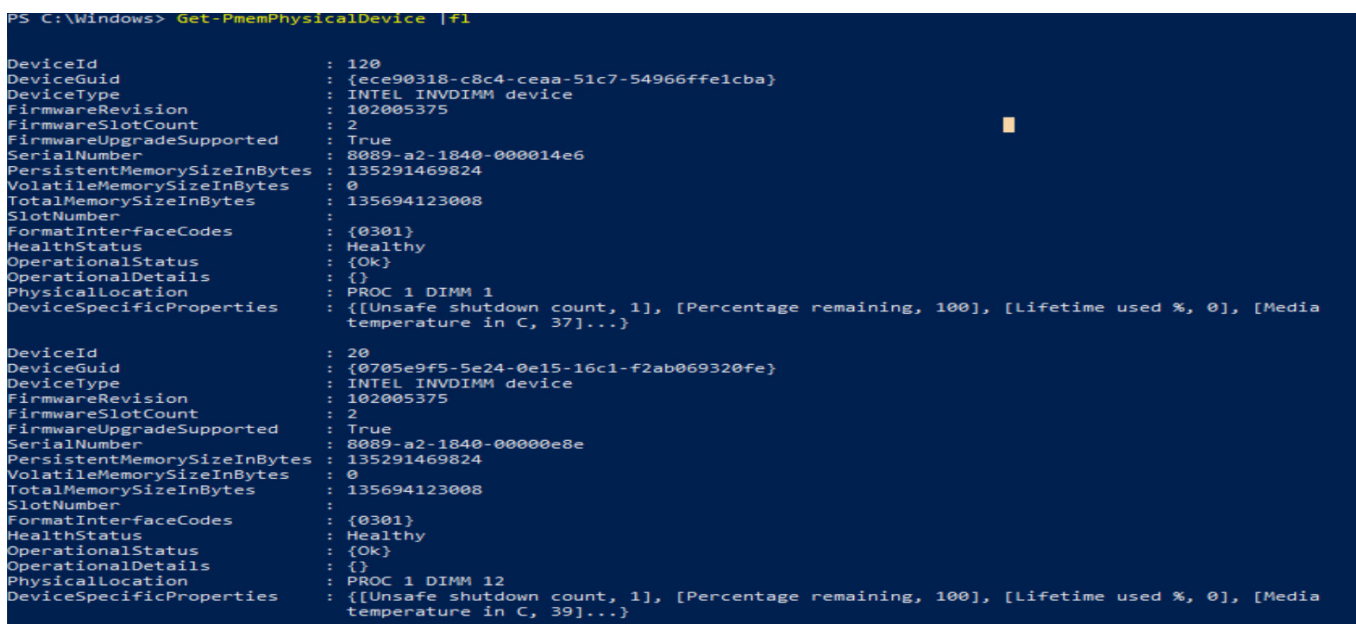 PS C:\Windows> Get-PmemPhysicalDevice |fl
DeviceId : 120
DeviceGuid : {ece90318-c8c4-ceaa-51c7-54966ffe1cba}
DeviceType : INTEL INVDIMM device
FirmwareRevision : 102005375
FirmwareSlotCount : 2
FirmwareUpgradeSupported : True
SerialNumber : 8089-a2-1840-000014e6
PersistentMemorySizeInBytes : 135291469824
VolatileMemorySizeInBytes : 0
TotalMemorySizeInBytes : 135694123008
SlotNumber :
FormatInterfaceCodes : {0301}
HealthStatus : Healthy
OperationalStatus : {Ok}
OperationalDetails : {}
PhysicalLocation : PROC 1 DIMM 1
DeviceSpecificProperties : {[Unsafe shutdown count, 1], [Percentage remaining, 100], [Lifetime used %, 0], [Media
temperature in C, 37]...}
DeviceId : 20
DeviceGuid : {0705e9f5-5e24-0e15-16c1-f2ab069320fe}
DeviceType : INTEL INVDIMM device
FirmwareRevision : 102005375
FirmwareSlotCount : 2
FirmwareUpgradeSupported : True
SerialNumber : 8089-a2-1840-00000e8e
PersistentMemorySizeInBytes : 135291469824
VolatileMemorySizeInBytes : 0
TotalMemorySizeInBytes : 135694123008
SlotNumber :
FormatInterfaceCodes : {0301}
HealthStatus : Healthy
OperationalStatus : {Ok}
OperationalDetails : {}
PhysicalLocation : PROC 1 DIMM 12
DeviceSpecificProperties : {[Unsafe shutdown count, 1], [Percentage remaining, 100], [Lifetime used %, 0], [Media
temperature in C, 39]...}